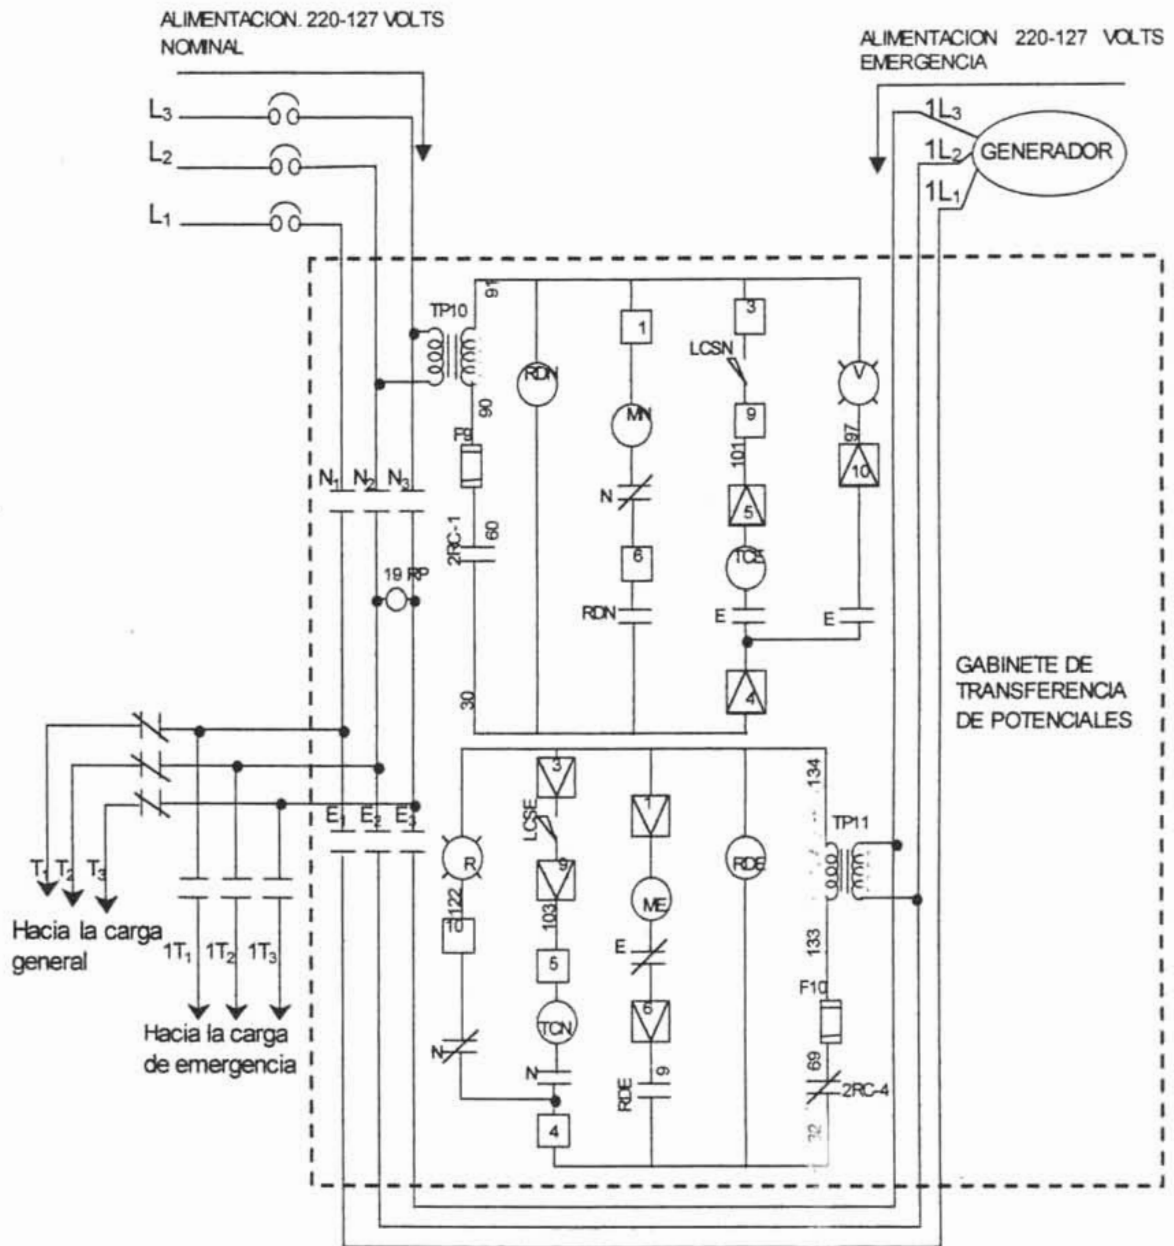 ALIMENTACION. 220-127 VOLTS
NOMINAL
ALIMENTACION 220-127 VOLTS
EMERGENCIA
L3
L2
L1
1L3
1L2
1L1
GENERADOR
TP10
91
90
F9
2RC-1
60
30
RDN
1
MN
N
6
RDN
3
LCSN
9
101
5
TCE
E
4
V
97
10
E
N1 N2 N3
19 RP
GABINETE DE
TRANSFERENCIA
DE POTENCIALES
E1 E2 E3
T1 T2 T3
Hacia la carga
general
1T1 1T2 1T3
Hacia la carga
de emergencia
R
122
10
N
3
LCSE
9
103
5
TCN
N
4
1
ME
E
6
9
RDE
RDE
134
TP11
133
F10
69
2RC-4
32